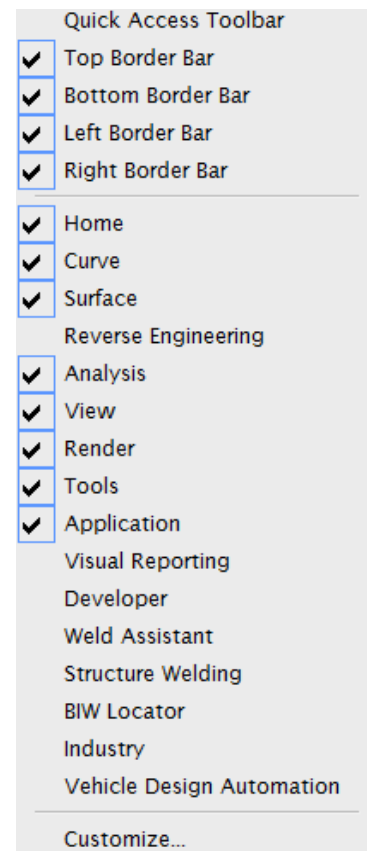 Quick Access Toolbar
Top Border Bar
Bottom Border Bar
Left Border Bar
Right Border Bar
Home
Curve
Surface
Reverse Engineering
Analysis
View
Render
Tools
Application
Visual Reporting
Developer
Weld Assistant
Structure Welding
BIW Locator
Industry
Vehicle Design Automation
Customize...